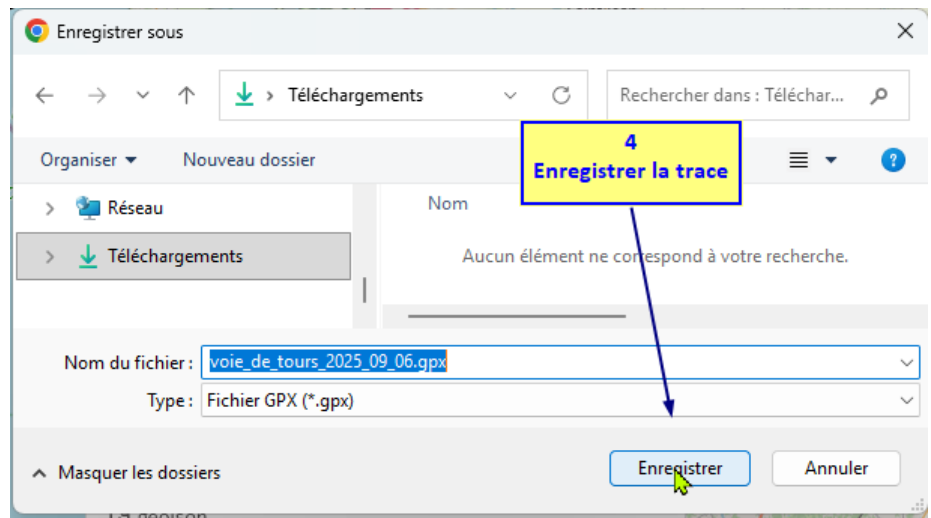 Enregistrer sous
Téléchargements
Rechercher dans : Téléchar...
4
Enregistrer la trace
Organiser
Nouveau dossier
?
Réseau
Nom
Téléchargements
Aucun élément ne correspond à votre recherche.
Nom du fichier : voie_de_tours_2025_09_06.gpx
Type : Fichier GPX (*.gpx)
Masquer les dossiers
Enregistrer
Annuler